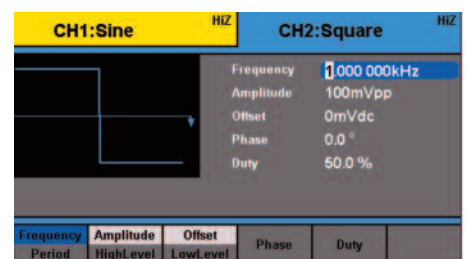 CH1:Sine HiZ CH2:Square HiZ
Frequency 1.000 000kHz
Amplitude 100mVpp
Offset 0mVdc
Phase 0.0 °
Duty 50.0 %
Frequency Amplitude Offset Phase Duty
Period HighLevel LowLevel